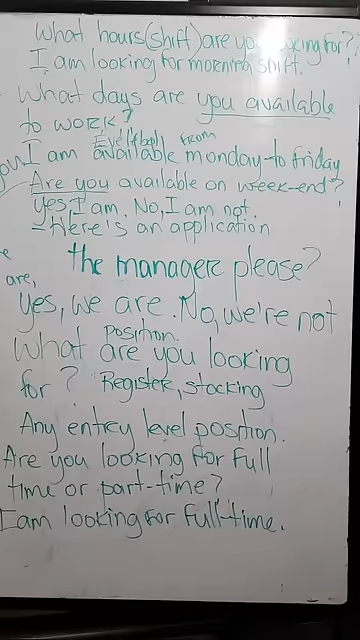 What hours(shift) are you looking for?
I am looking for morning shift.
What days are you available
to work?
from
I am available monday to friday
you
Are you available on week-end?
Yes, I am. No, I am not.
- Here's an application
the manager please?
are,
Yes, we are. No, we're not
Position
What are you looking
for? Register, stocking
Any entry level position.
Are you looking for full
time or part-time?
I am looking for full-time.